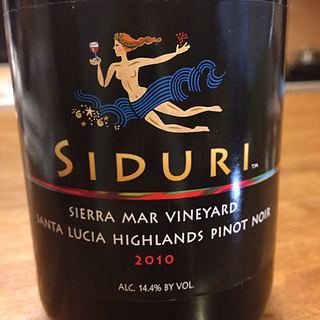 SIDURI™
SIERRA MAR VINEYARD
SANTA LUCIA HIGHLANDS PINOT NOIR
2010
ALC. 14.4% BY VOL.